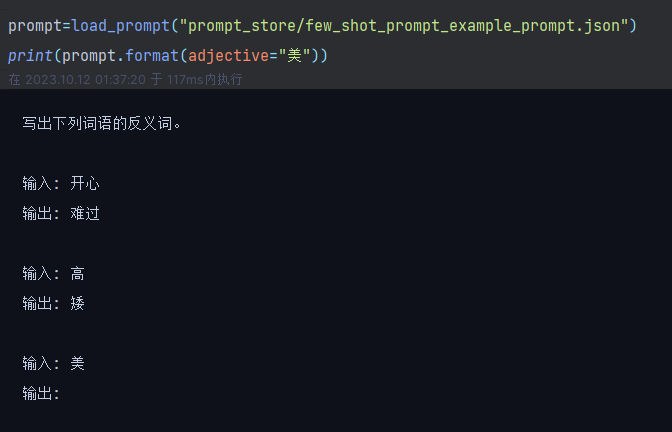 prompt=load_prompt("prompt_store/few_shot_prompt_example_prompt.json")
print(prompt.format(adjective="美"))
在 2023.10.12 01:37:20 于 117ms内执行
写出下列词语的反义词。
输入: 开心
输出: 难过
输入: 高
输出: 矮
输入: 美
输出: